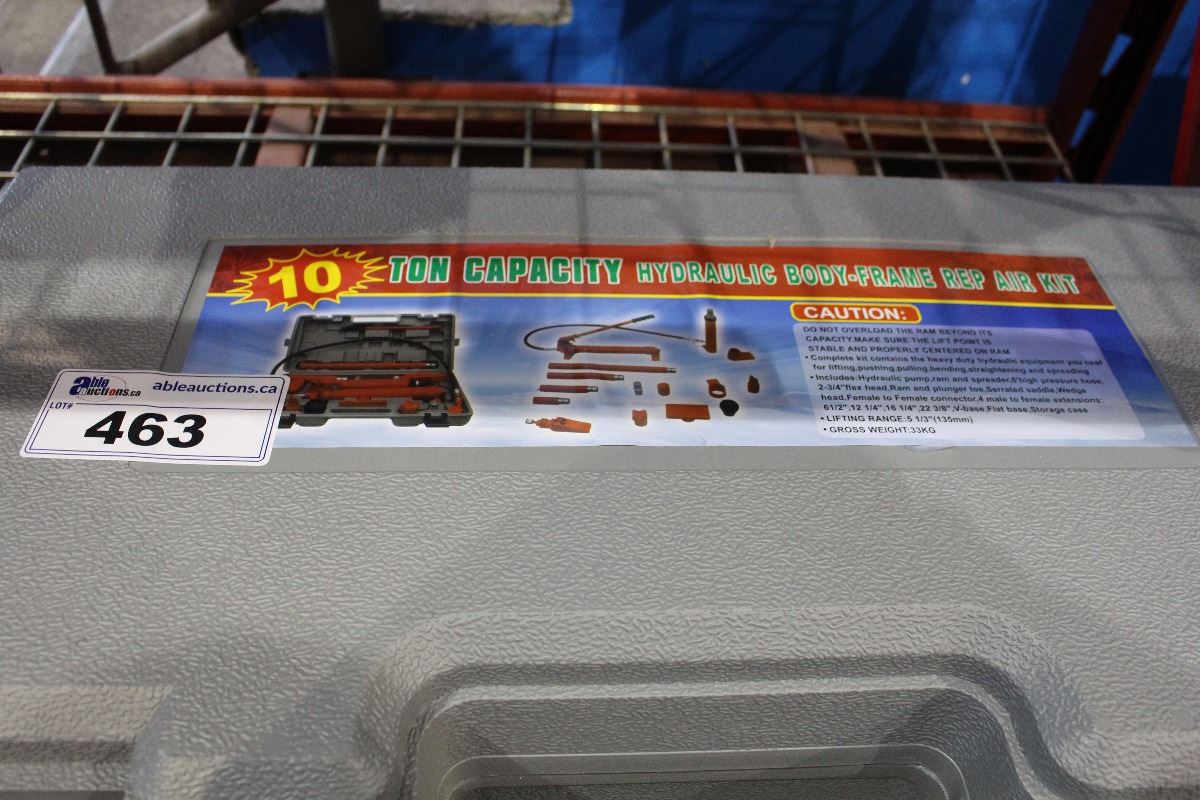 10 TON CAPACITY HYDRAULIC BODY-FRAME REP AIR KIT
CAUTION:
DO NOT OVERLOAD THE RAM BEYOND ITS
CAPACITY.MAKE SURE THE LIFT POINT IS
STABLE AND PROPERLY CENTERED ON RAM
• Complete kit contains the heavy duty hydraulic equipment you neef
for lifting,pushing,pulling,bending,straightening and spreading
• Includes:Hydraulic pump,ram and spreader,6'high pressure hose,
2-3/4"flex head,Ram and plunger toe,Serrated saddle,Wedge
head,Female to Female connector,A male to female extensions:
61/2",12 1/4",16 1/4",22 3/8",V-base,Flat base,Storage case
• LIFTING RANGE:5 1/3"(135mm)
• GROSS WEIGHT:33KG
able auctions.ca
ableauctions.ca
LOT#
463